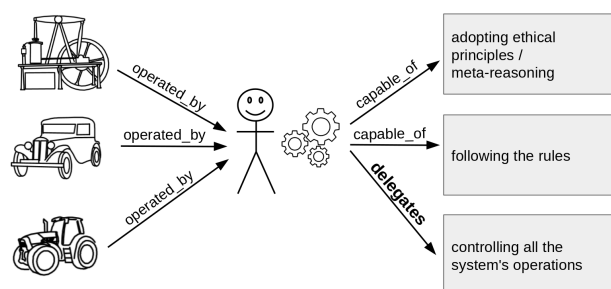 operated_by
operated_by
operated_by
capable_of
capable_of
delegates
adopting ethical
principles /
meta-reasoning
following the rules
controlling all the
system's operations